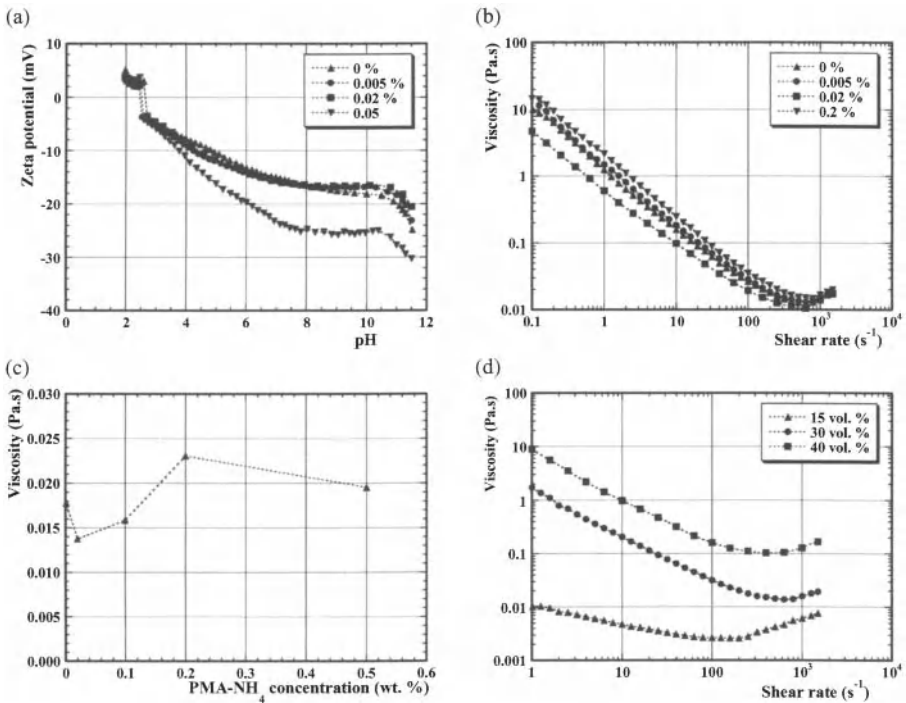 (a)
Zeta potential (mV)
10
0
-10
-20
-30
-40
0 2 4 6 8 10 12
pH
0 %
0.005 %
0.02 %
0.05
(b)
Viscosity (Pa.s)
100
10
1
0.1
0.01
0.1 1 10 100 10³ 10⁴
Shear rate (s⁻¹)
0%
0.005 %
0.02 %
0.2 %
(c)
Viscosity (Pa.s)
0.030
0.025
0.020
0.015
0.010
0.005
0.000
0 0.1 0.2 0.3 0.4 0.5 0.6
PMA-NH₄ concentration (wt. %)
(d)
Viscosity (Pa.s)
100
10
1
0.1
0.01
0.001
1 10 100 10³ 10⁴
Shear rate (s⁻¹)
15 vol. %
30 vol. %
40 vol. %